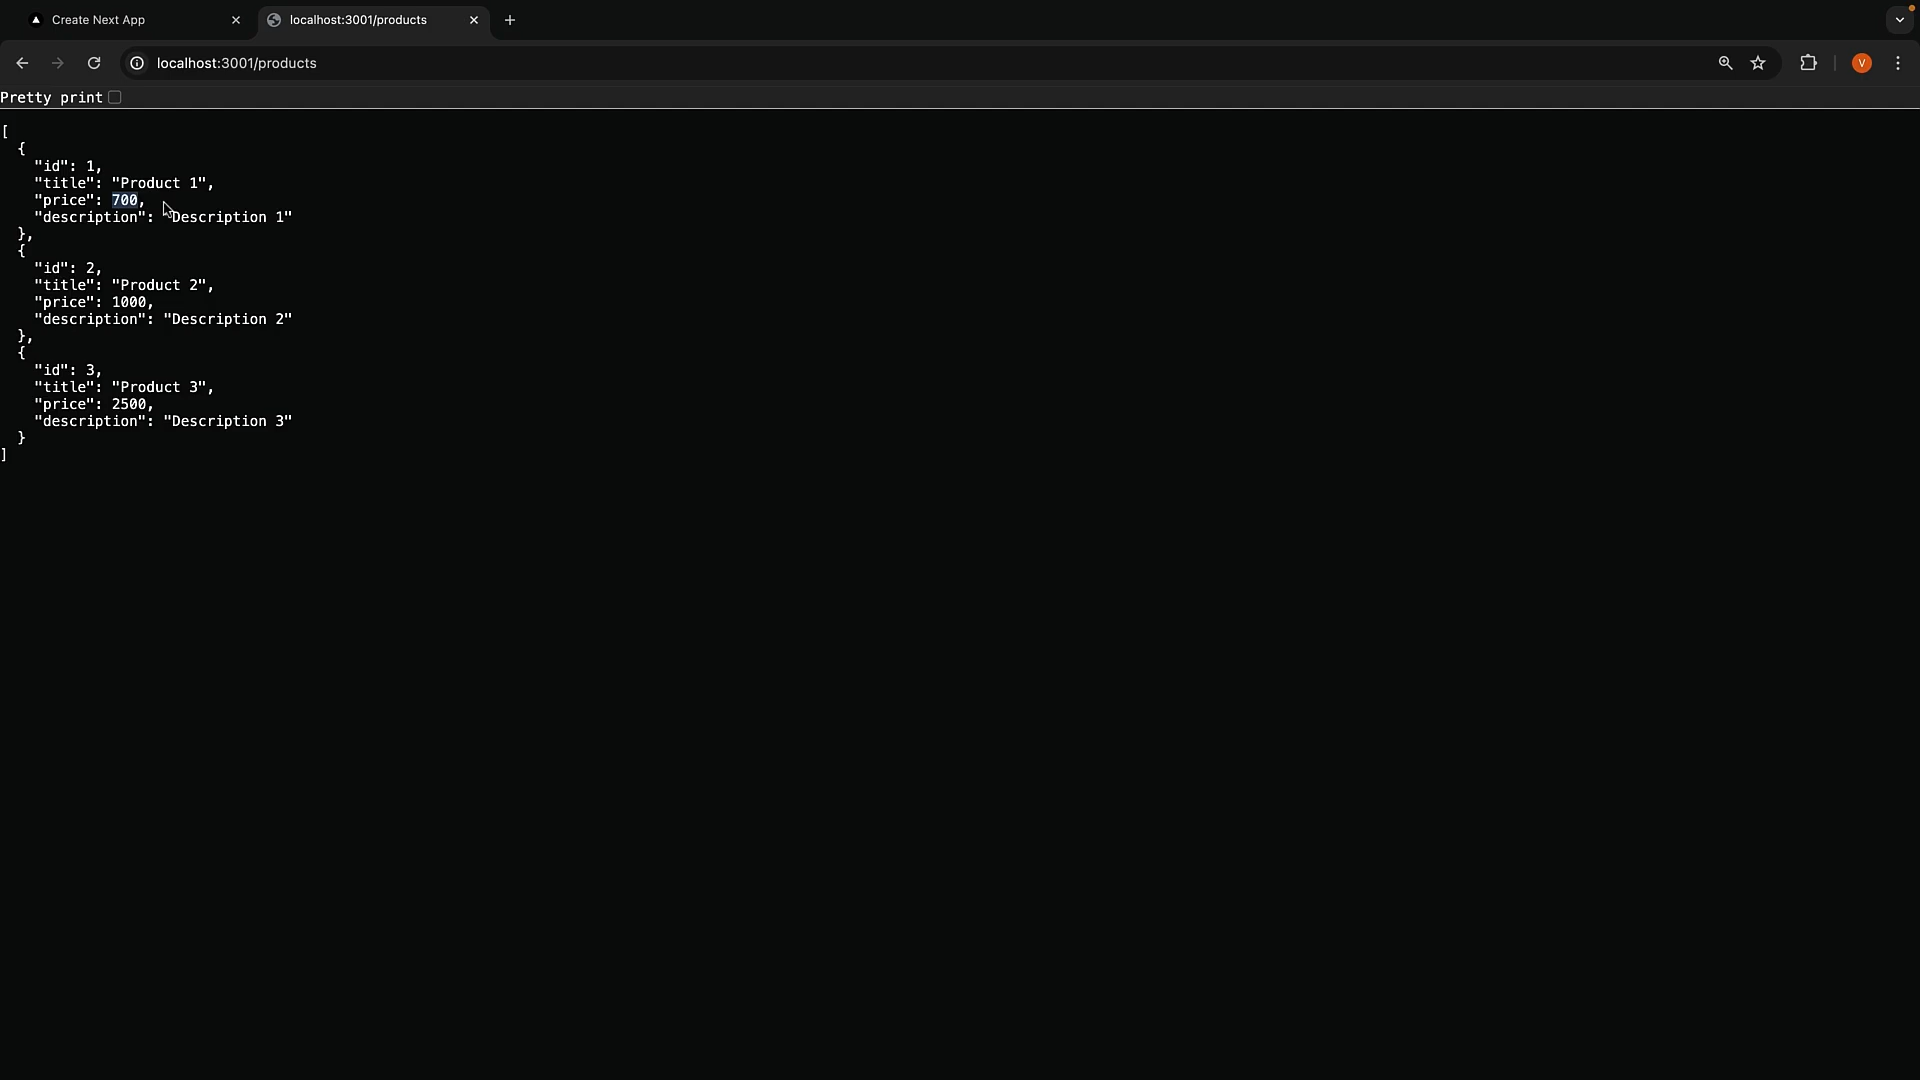 Create Next App
localhost:3001/products
localhost:3001/products
V
Pretty print
[
  {
    "id": 1,
    "title": "Product 1",
    "price": 700,
    "description": "Description 1"
  },
  {
    "id": 2,
    "title": "Product 2",
    "price": 1000,
    "description": "Description 2"
  },
  {
    "id": 3,
    "title": "Product 3",
    "price": 2500,
    "description": "Description 3"
  }
]